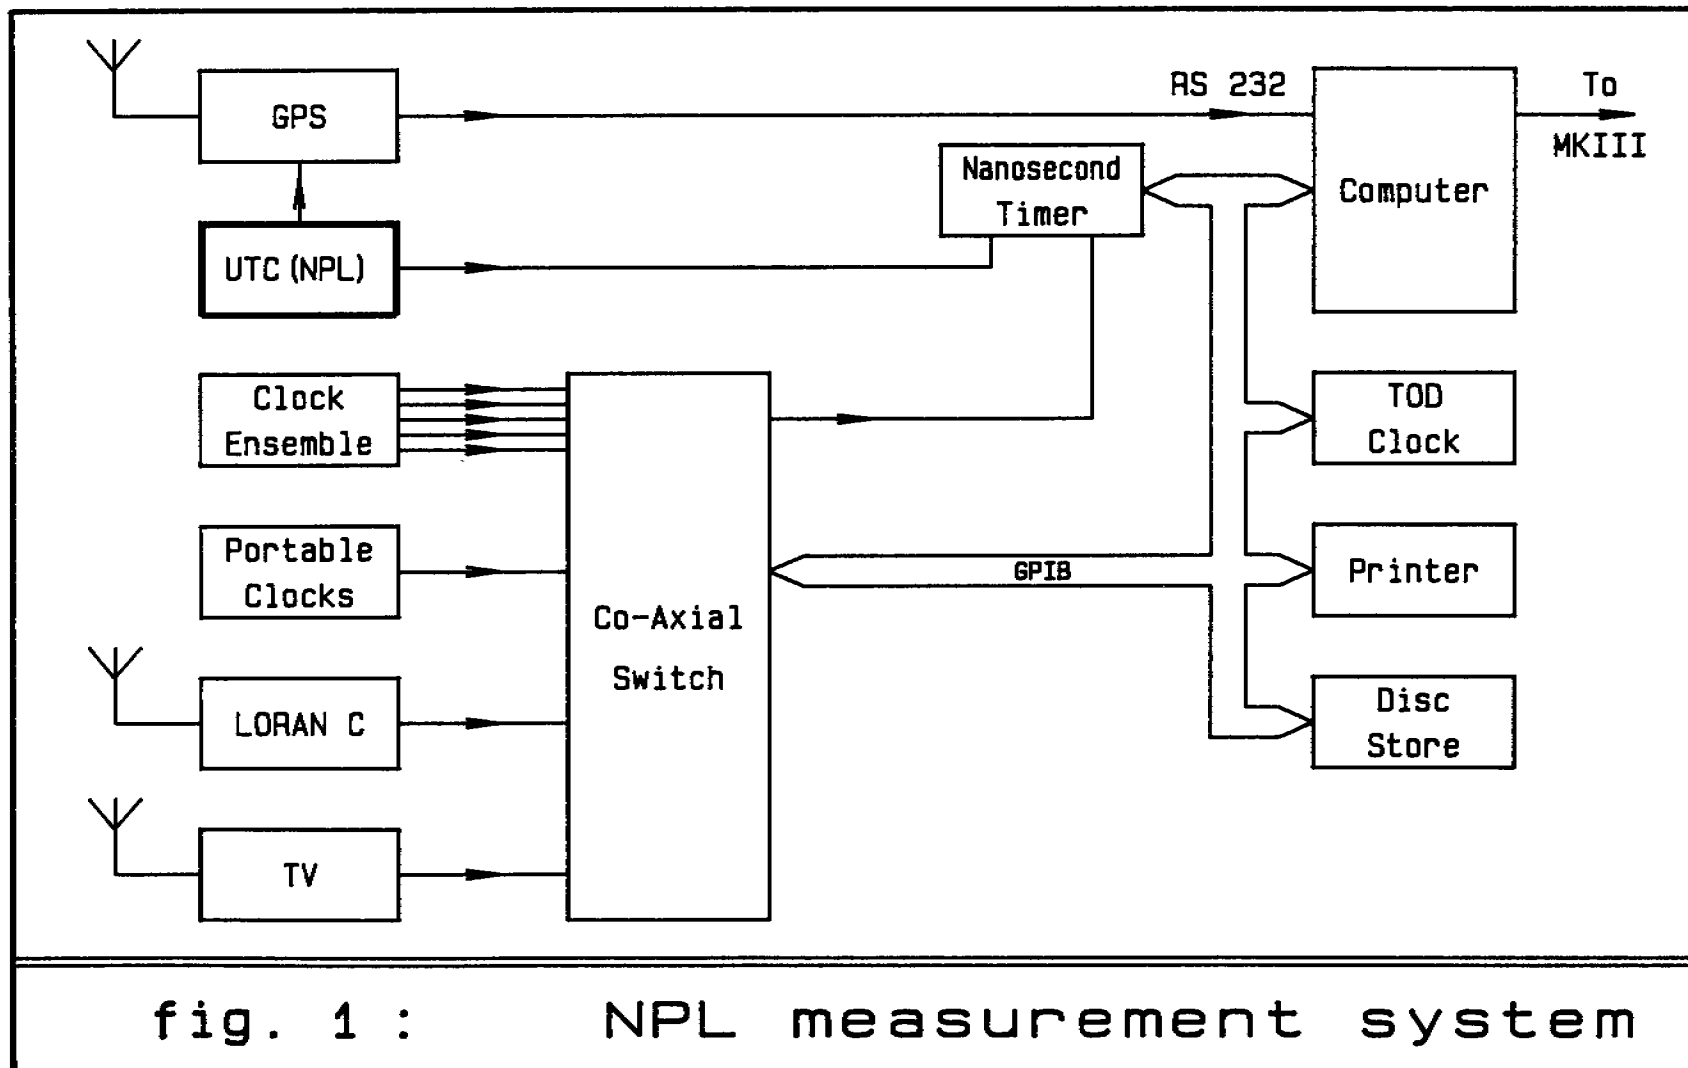 GPS
RS 232
To
MKIII
Nanosecond
Timer
Computer
UTC (NPL)
Clock
Ensemble
TOD
Clock
Portable
Clocks
GPIB
Printer
Co-Axial
Switch
LORAN C
Disc
Store
TV
fig. 1 : NPL measurement system